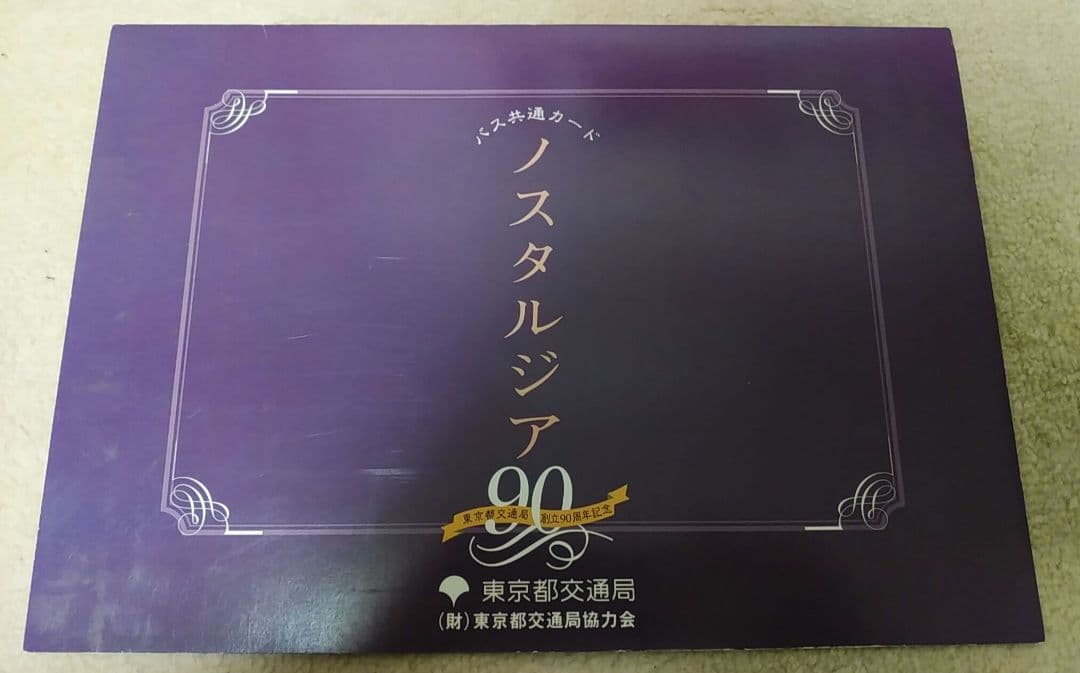 バス共通カード
ノスタルジア
90
東京都交通局 創立90周年記念
東京都交通局
(財)東京都交通局協力会